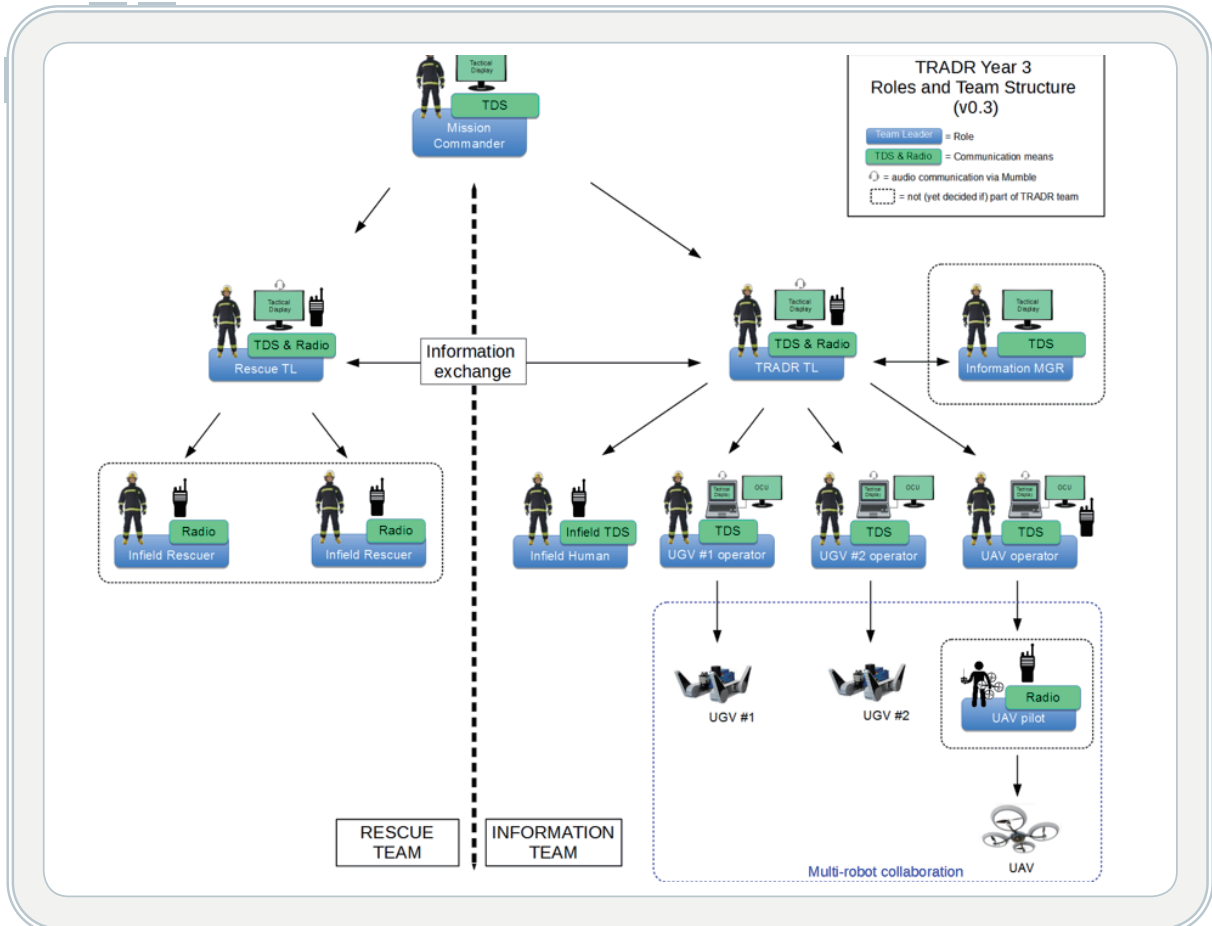 Tactical
Display
TDS
Mission
Commander
TRADR Year 3
Roles and Team Structure
(v0.3)
Team Leader
= Role
TDS & Radio
= Communication means
= audio communication via Mumble
= not (yet decided if) part of TRADR team
Tactical
Display
TDS & Radio
Rescue TL
Information
exchange
Tactical
Display
TDS & Radio
TRADR TL
Tactical
Display
TDS
Information MGR
Radio
Infield Rescuer
Radio
Infield Rescuer
Infield TDS
Infield Human
Tactical
Display
OCU
TDS
UGV #1 operator
Tactical
Display
OCU
TDS
UGV #2 operator
Tactical
Display
OCU
TDS
UAV operator
UGV #1
UGV #2
Radio
UAV pilot
UAV
RESCUE
TEAM
INFORMATION
TEAM
Multi-robot collaboration